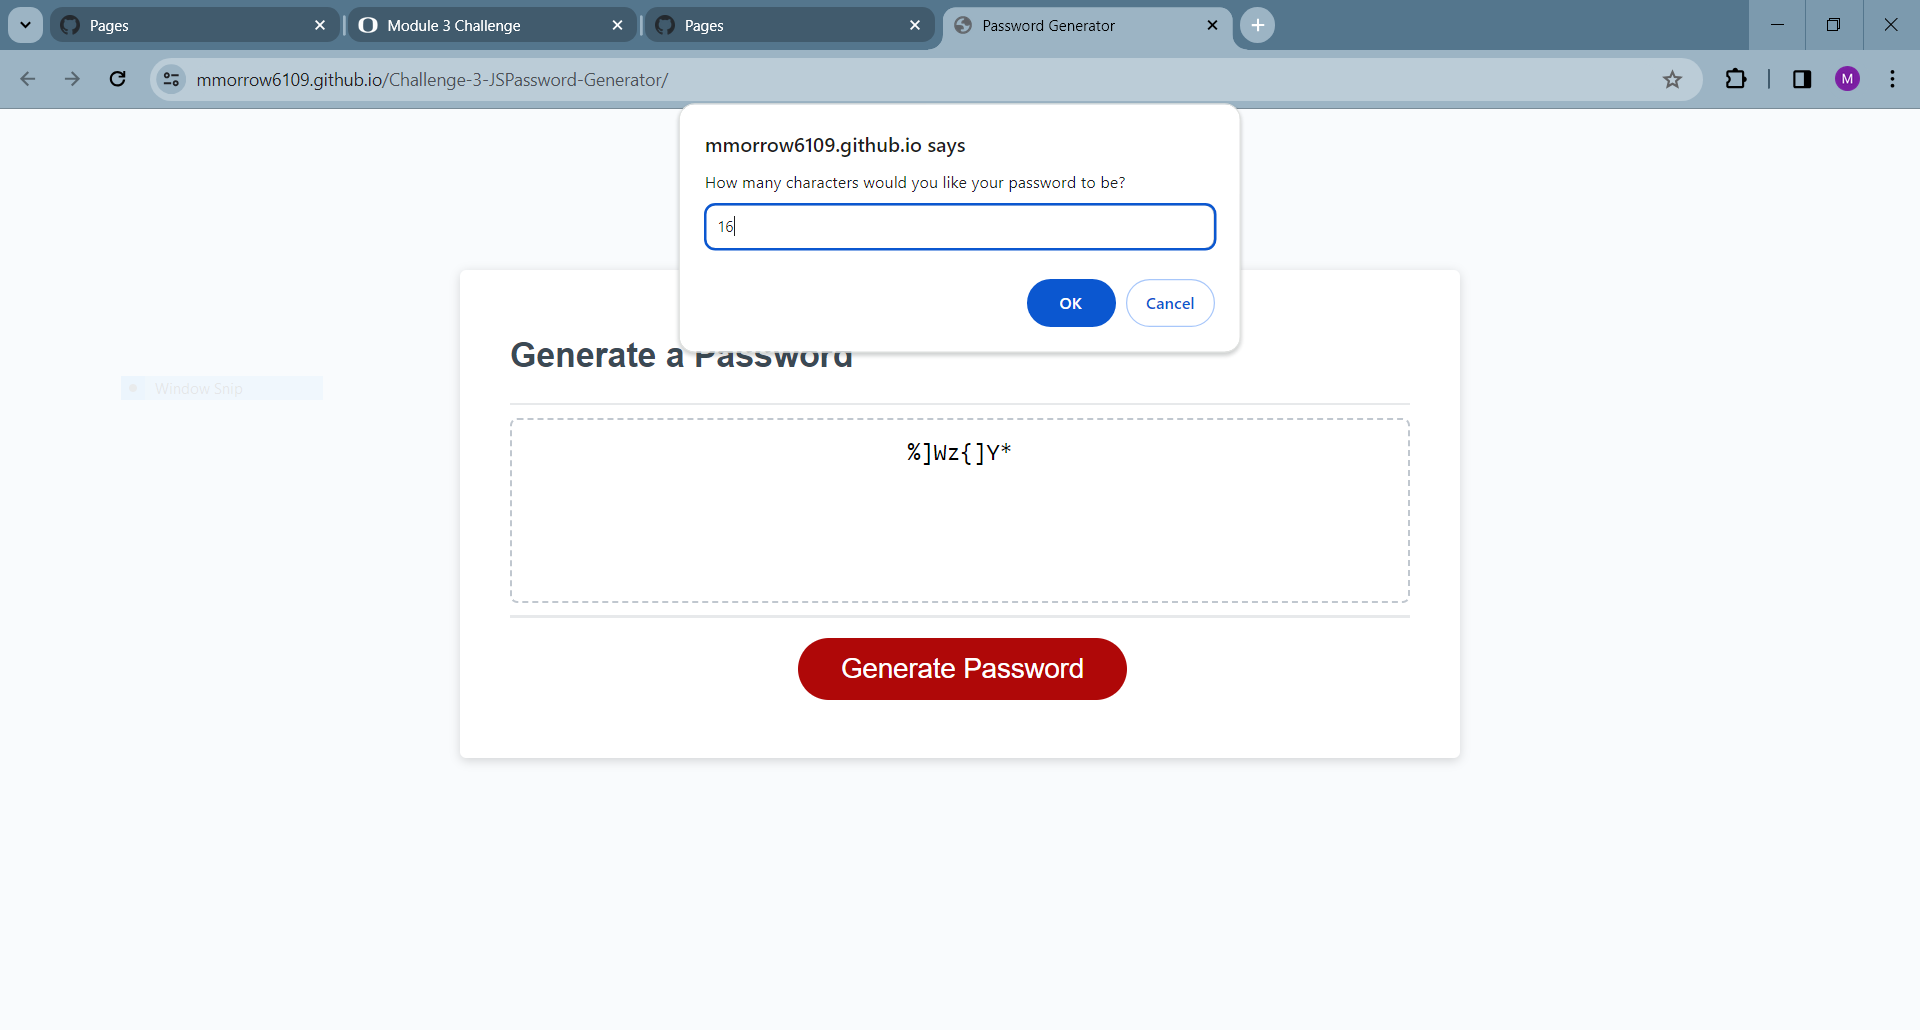 Pages
Module 3 Challenge
Pages
Password Generator
mmorrow6109.github.io/Challenge-3-JSPassword-Generator/
M
mmorrow6109.github.io says
How many characters would you like your password to be?
16
OK
Cancel
Generate a Password
Window Snip
%]Wz{]Y*
Generate Password